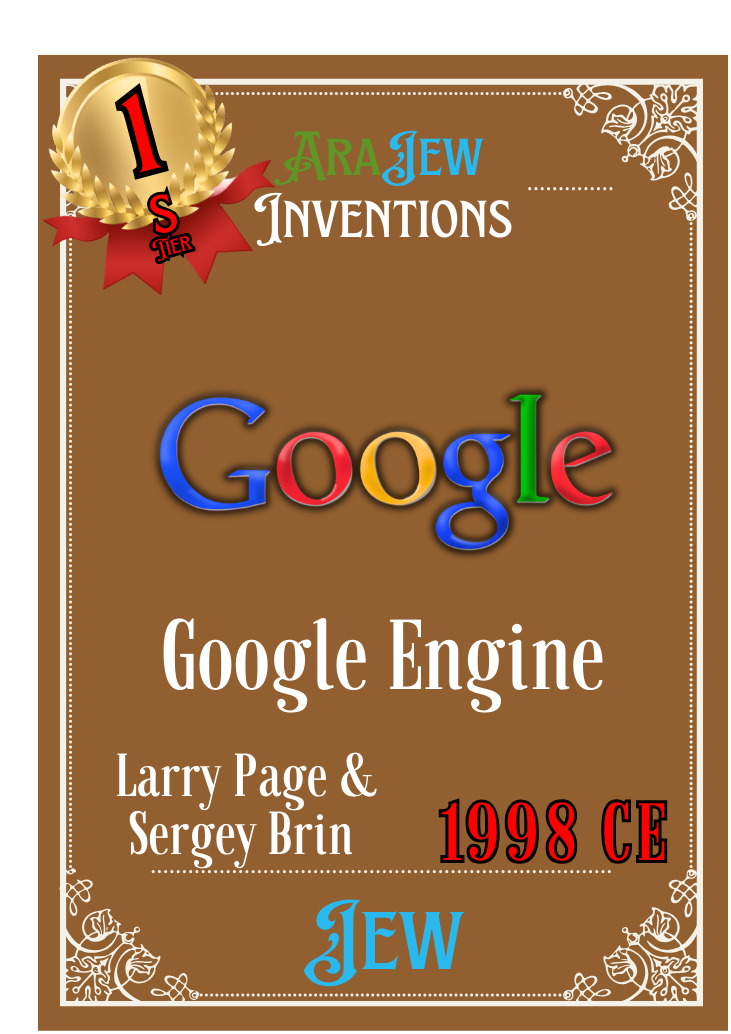 1
S
Tier
AraJew
Inventions
Google
Google Engine
Larry Page &
Sergey Brin
1998 CE
Jew